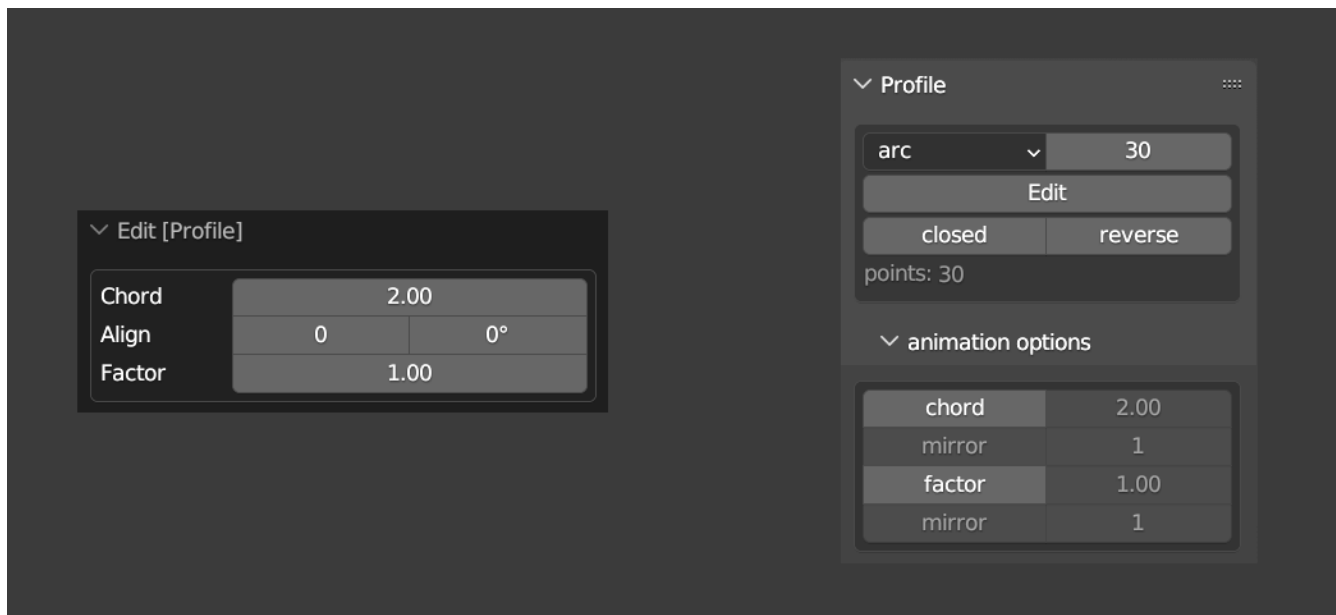 Edit [Profile]
Chord 2.00
Align 0 0°
Factor 1.00
Profile
arc 30
Edit
closed reverse
points: 30
animation options
chord 2.00
mirror 1
factor 1.00
mirror 1